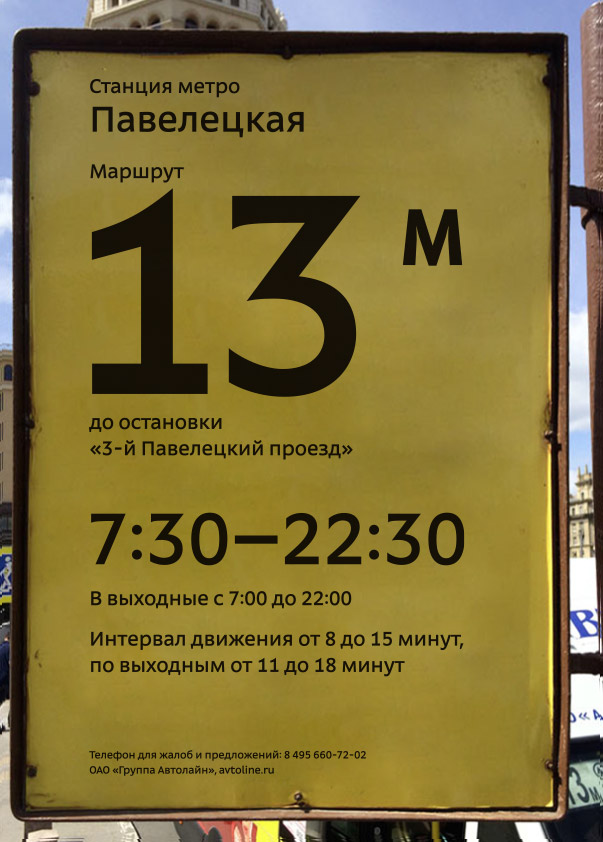 Станция метро
Павелецкая
Маршрут
13 м
до остановки
«3-й Павелецкий проезд»
7:30—22:30
В выходные с 7:00 до 22:00
Интервал движения от 8 до 15 минут,
по выходным от 11 до 18 минут
Телефон для жалоб и предложений: 8 495 660-72-02
ОАО «Группа Автолайн», avtoline.ru